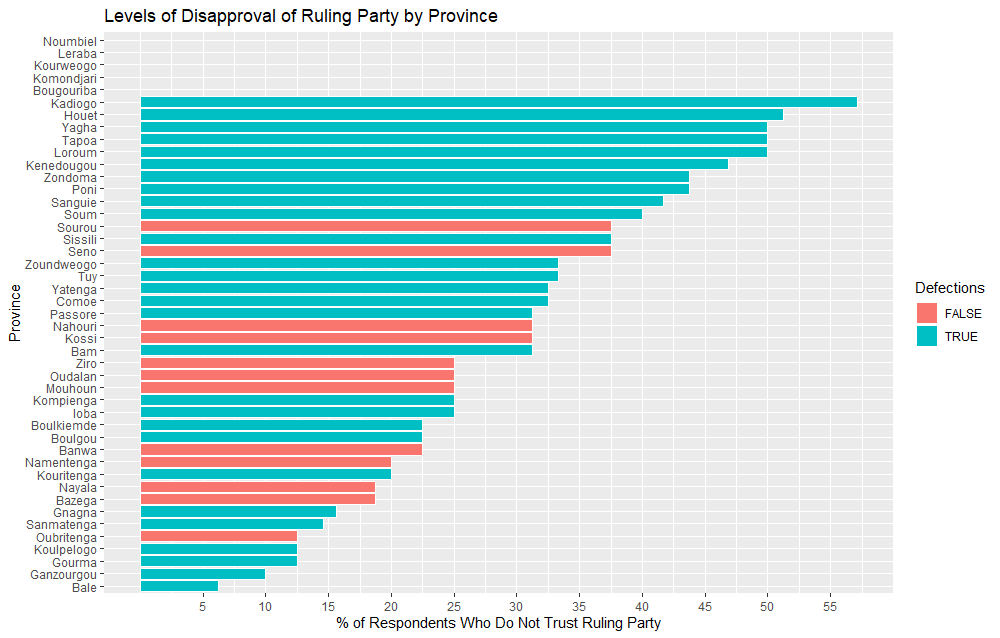 Levels of Disapproval of Ruling Party by Province
Noumbiel
Leraba
Kourweogo
Komondjari
Bougouriba
Kadiogo
Houet
Yagha
Tapoa
Loroum
Kenedougou
Zondoma
Poni
Sanguie
Soum
Sourou
Sissili
Seno
Zoundweogo
Tuy
Yatenga
Comoe
Passore
Nahouri
Kossi
Bam
Ziro
Oudalan
Mouhoun
Kompienga
Ioba
Boulkiemde
Boulgou
Banwa
Namentenga
Kouritenga
Nayala
Bazega
Gnagna
Sanmatenga
Oubritenga
Koulpelogo
Gourma
Ganzourgou
Bale
Province
5 10 15 20 25 30 35 40 45 50 55
% of Respondents Who Do Not Trust Ruling Party
Defections
FALSE
TRUE